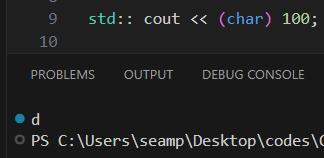 9 std:: cout << (char) 100;
10
PROBLEMS OUTPUT DEBUG CONSOLE
d
PS C:\Users\seamp\Desktop\codes\